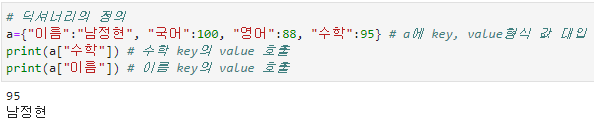 # 딕셔너리의 정의
a={"이름":"남정현", "국어":100, "영어":88, "수학":95} # a에 key, value형식 값 대입
print(a["수학"]) # 수학 key의 value 호출
print(a["이름"]) # 이름 key의 value 호출
95
남정현